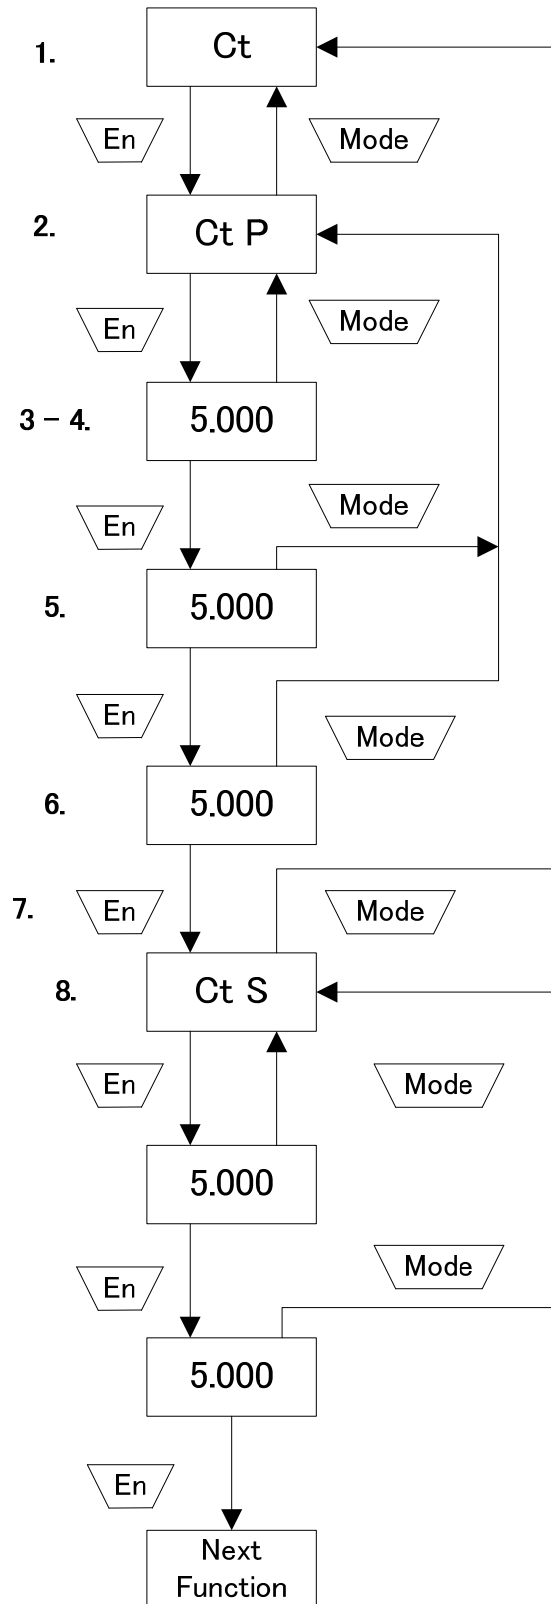 1.
Ct
En
Mode
2.
Ct P
En
Mode
3 – 4.
5.000
En
Mode
5.
5.000
En
Mode
6.
5.000
7.
En
Mode
8.
Ct S
En
Mode
5.000
En
Mode
5.000
En
Next
Function